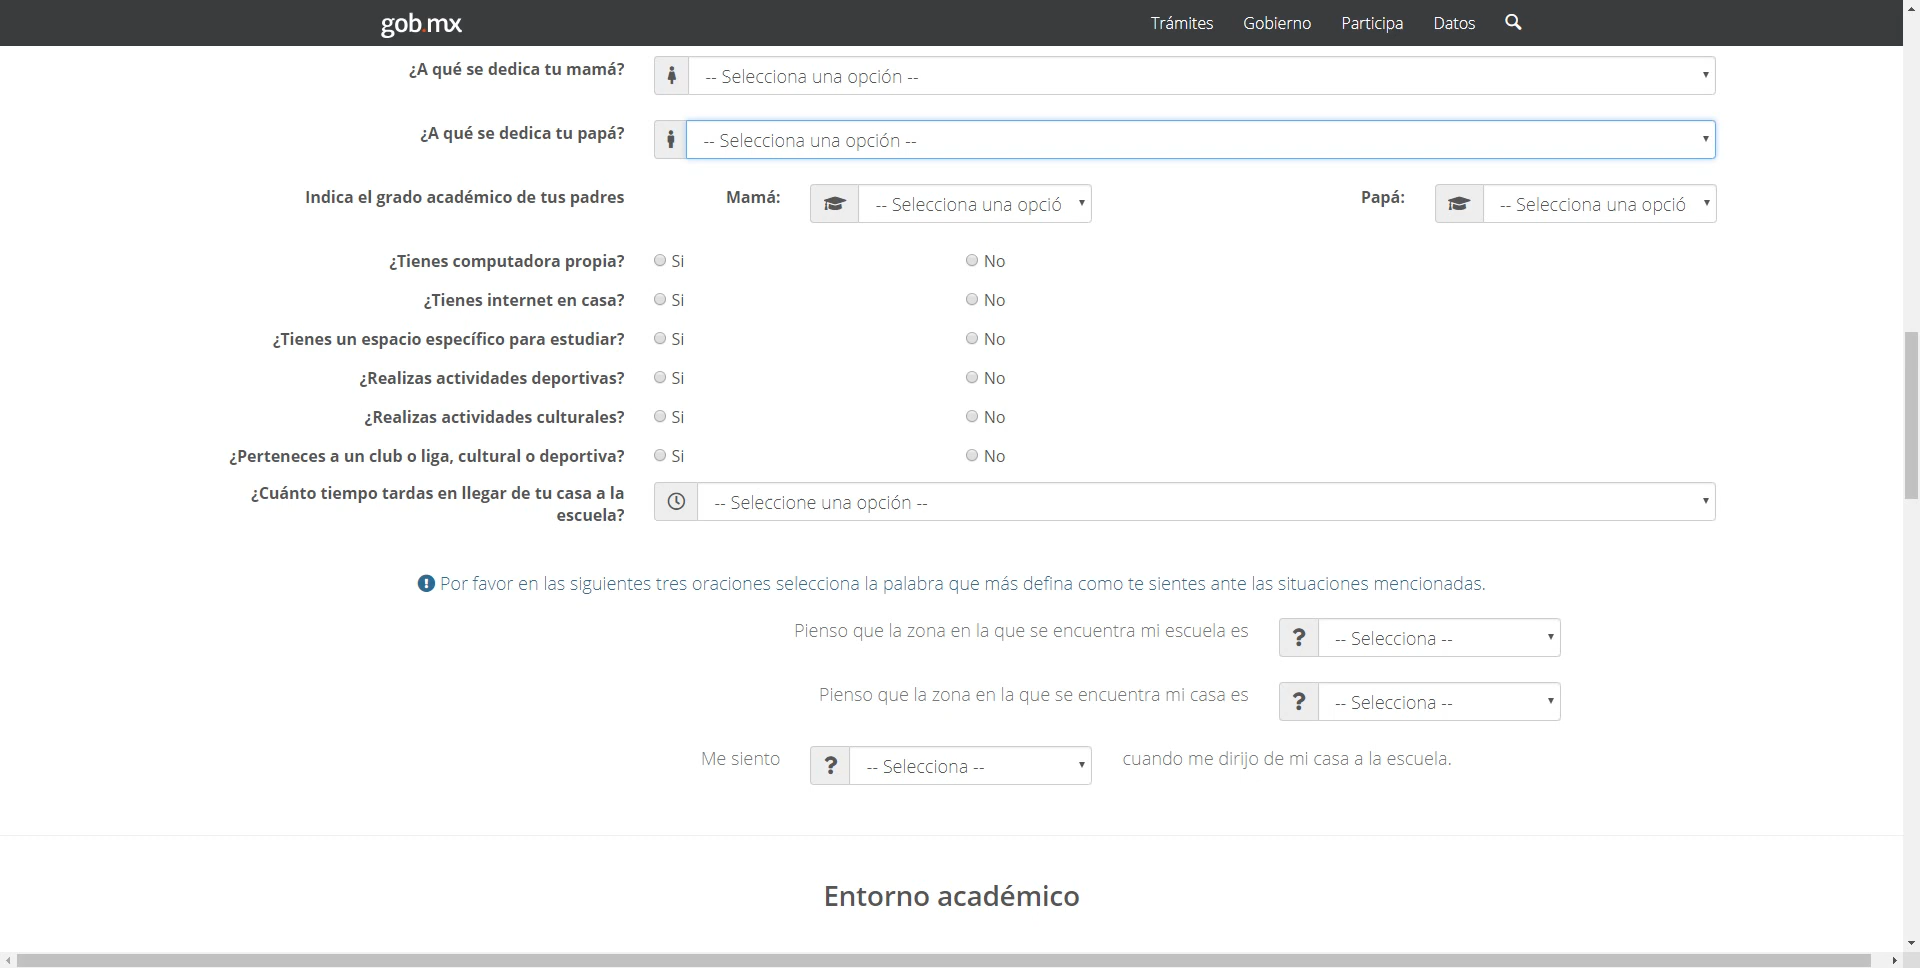 gob.mx Trámites Gobierno Participa Datos
¿A qué se dedica tu mamá? -- Selecciona una opción --
¿A qué se dedica tu papá? -- Selecciona una opción --
Indica el grado académico de tus padres Mamá: -- Selecciona una opció Papá: -- Selecciona una opció
¿Tienes computadora propia? Si No
¿Tienes internet en casa? Si No
¿Tienes un espacio específico para estudiar? Si No
¿Realizas actividades deportivas? Si No
¿Realizas actividades culturales? Si No
¿Perteneces a un club o liga, cultural o deportiva? Si No
¿Cuánto tiempo tardas en llegar de tu casa a la
escuela? -- Seleccione una opción --
Por favor en las siguientes tres oraciones selecciona la palabra que más defina como te sientes ante las situaciones mencionadas.
Pienso que la zona en la que se encuentra mi escuela es ? -- Selecciona --
Pienso que la zona en la que se encuentra mi casa es ? -- Selecciona --
Me siento ? -- Selecciona -- cuando me dirijo de mi casa a la escuela.
Entorno académico